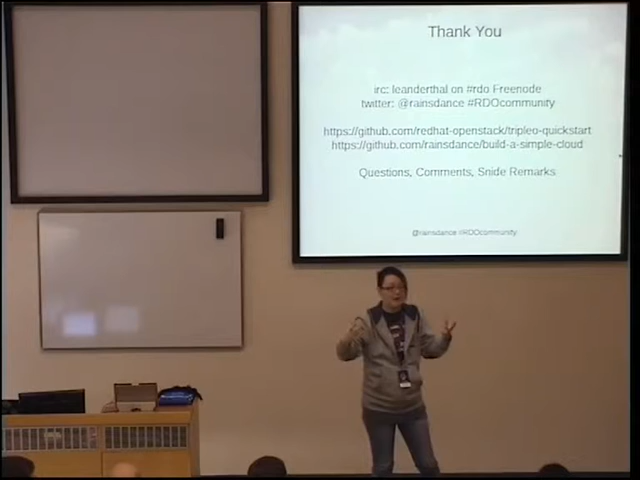 Thank You
irc: leanderthal on #rdo Freenode
twitter: @rainsdance #RDOcommunity
https://github.com/redhat-openstack/tripleo-quickstart
https://github.com/rainsdance/build-a-simple-cloud
Questions, Comments, Snide Remarks
@rainsdance #RDOcommunity